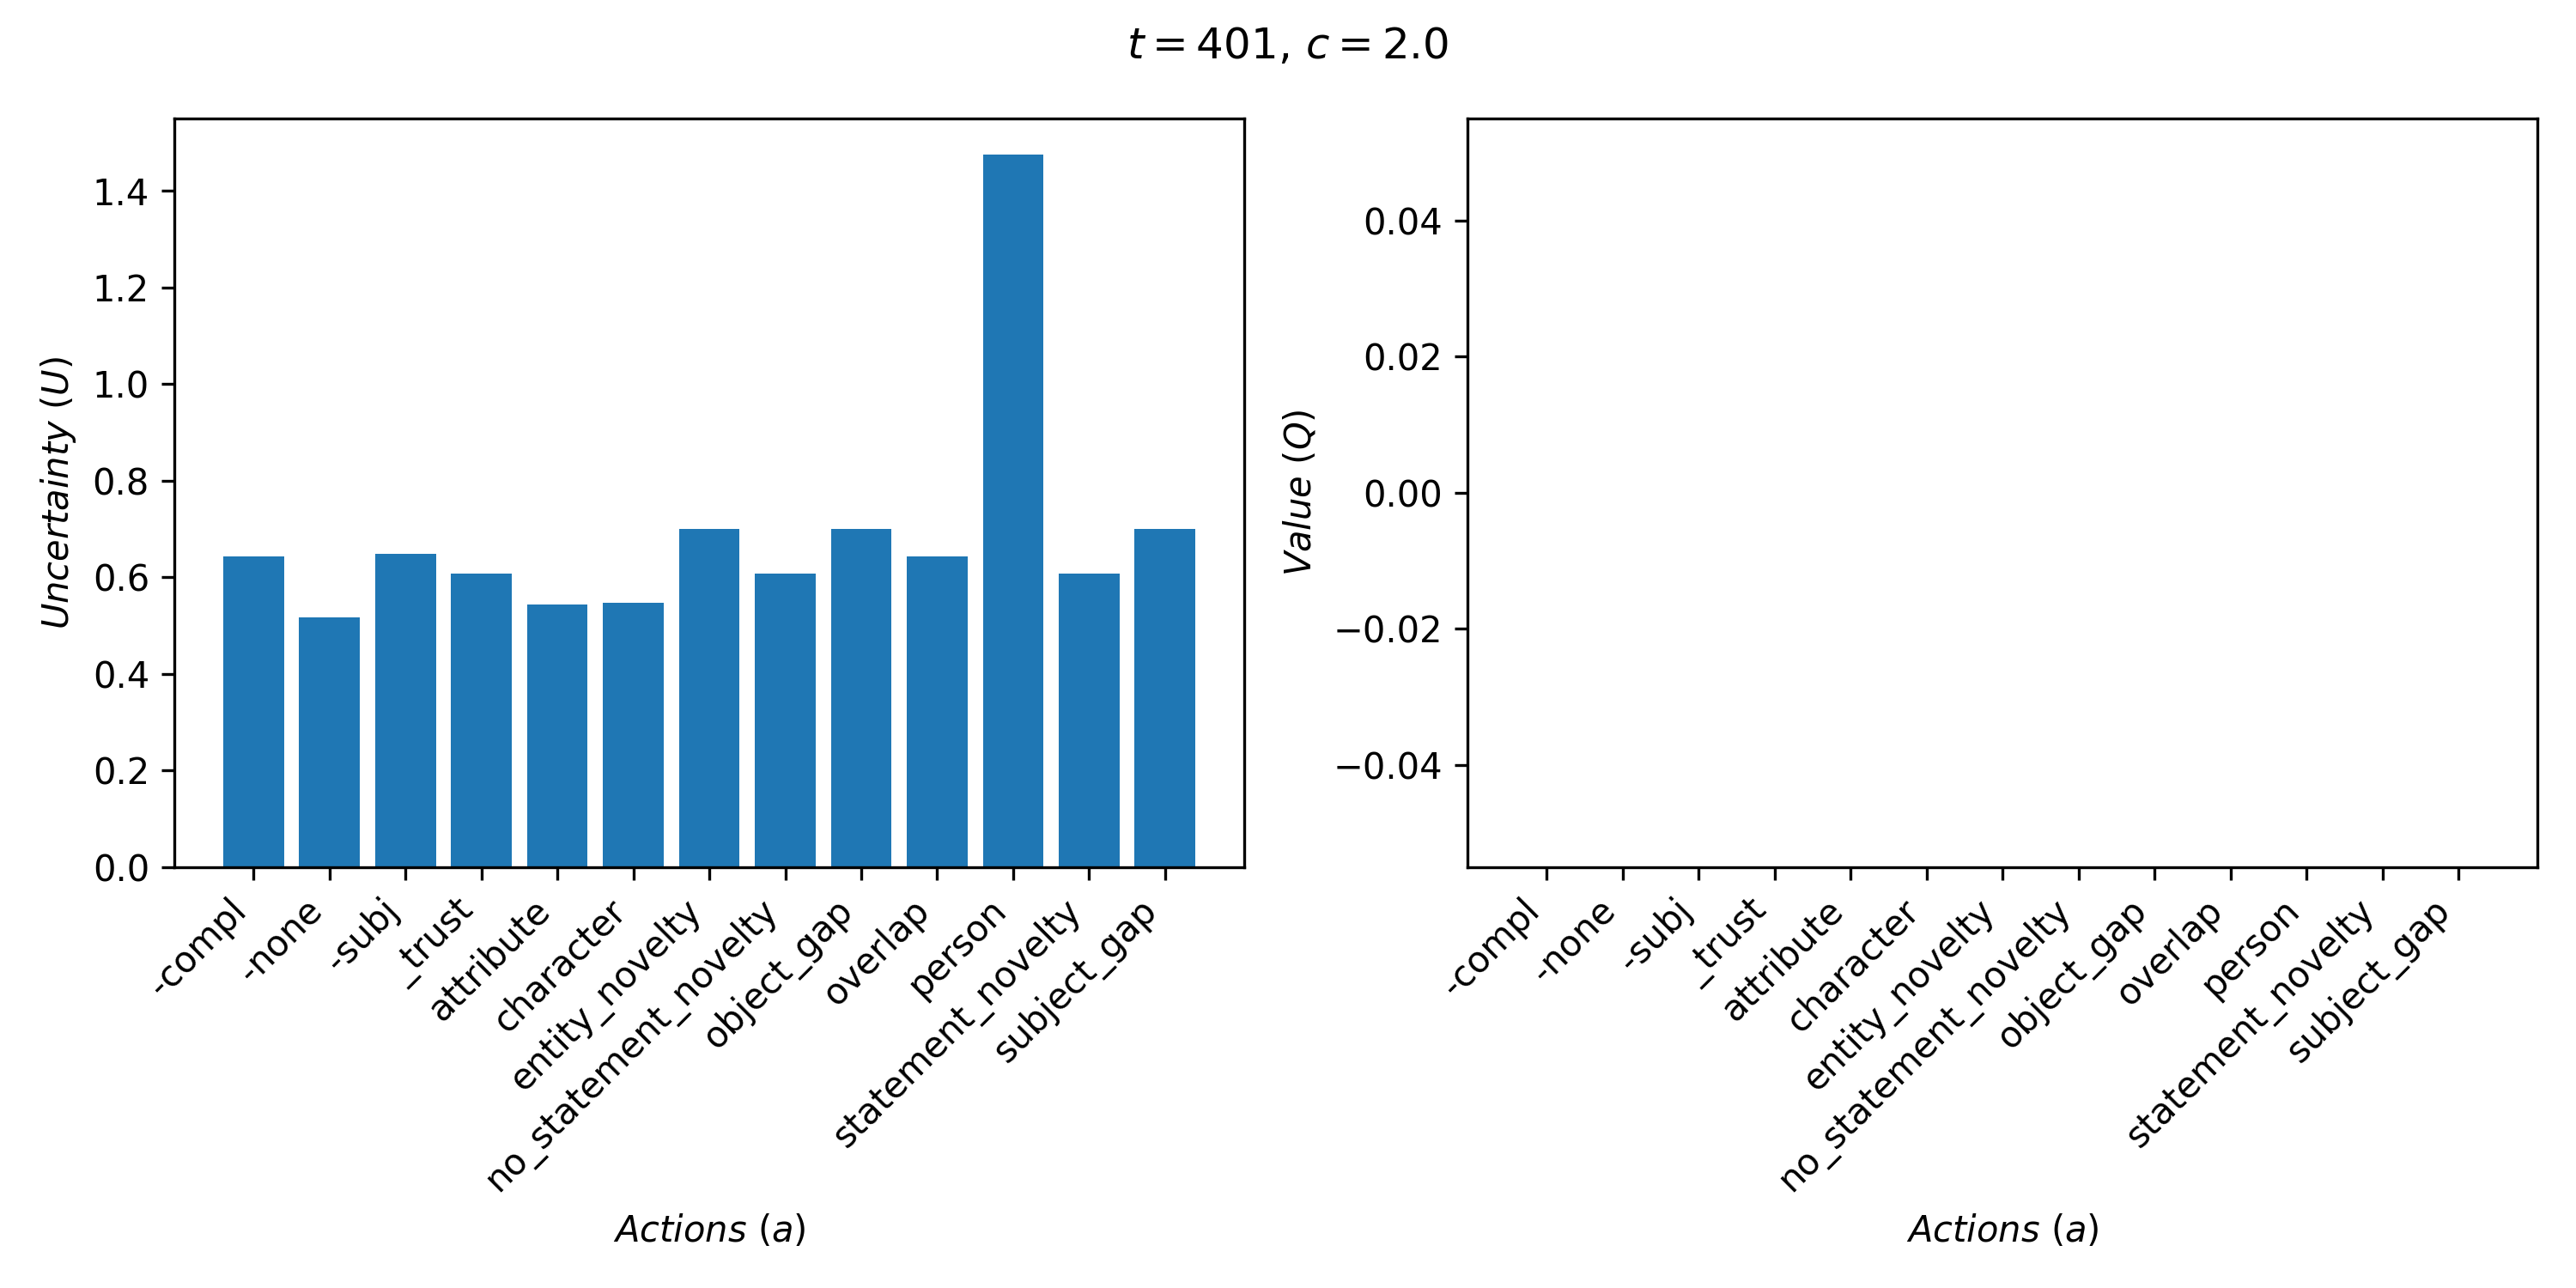 t = 401, c = 2.0
Uncertainty (U)
1.4
1.2
1.0
0.8
0.6
0.4
0.2
0.0
-compl
-none
-subj
_trust
attribute
character
entity_novelty
no_statement_novelty
object_gap
overlap
person
statement_novelty
subject_gap
Actions (a)
Value (Q)
0.04
0.02
0.00
−0.02
−0.04
-compl
-none
-subj
_trust
attribute
character
entity_novelty
no_statement_novelty
object_gap
overlap
person
statement_novelty
subject_gap
Actions (a)